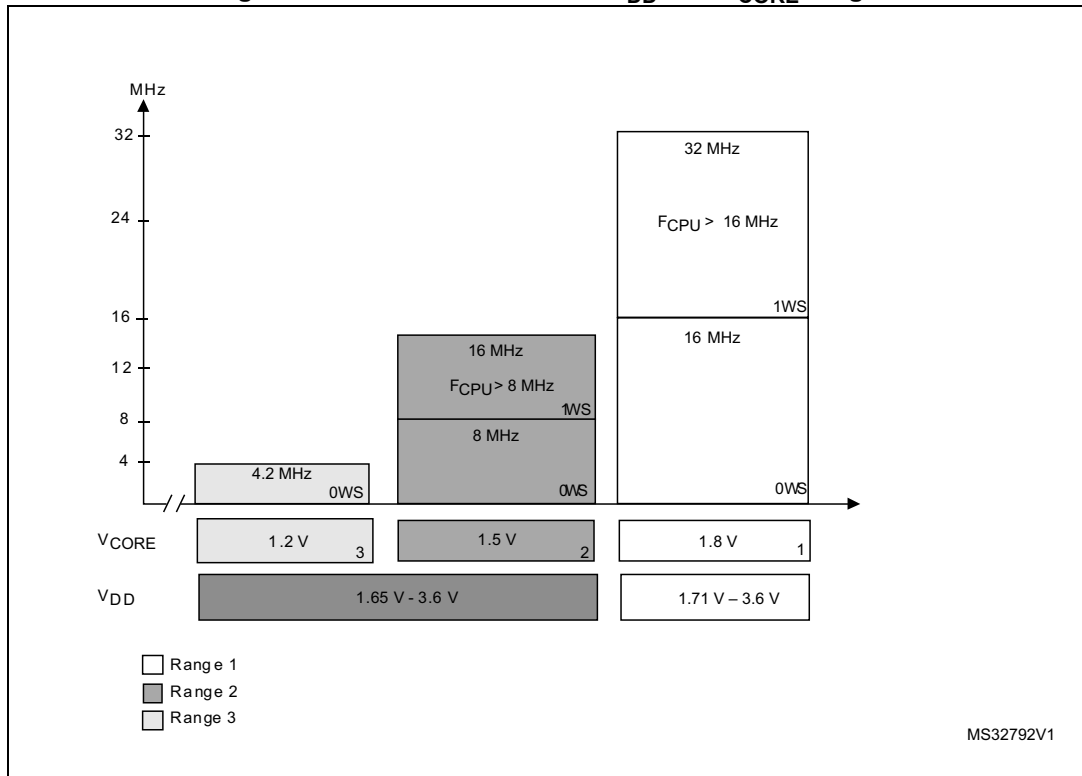 DD CORE
MHz
32
24
16
12
8
4
32 MHz
FCPU > 16 MHz
1WS
16 MHz
0WS
16 MHz
FCPU > 8 MHz
1WS
8 MHz
0WS
4.2 MHz
0WS
VCORE
1.2 V 3
1.5 V 2
1.8 V 1
VDD
1.65 V - 3.6 V
1.71 V – 3.6 V
Range 1
Range 2
Range 3
MS32792V1